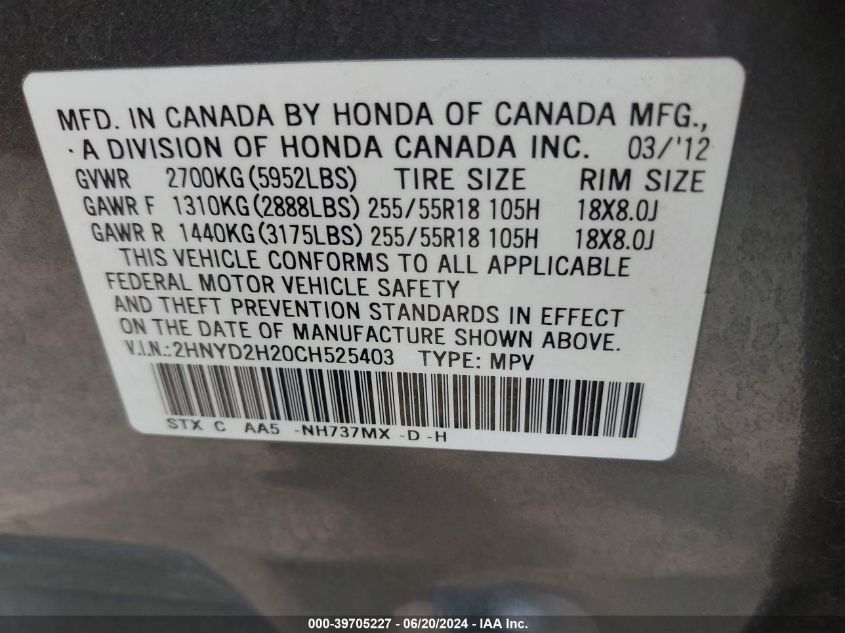 MFD. IN CANADA BY HONDA OF CANADA MFG.,
· A DIVISION OF HONDA CANADA INC. 03/'12
GVWR 2700KG (5952LBS) TIRE SIZE RIM SIZE
GAWR F 1310KG (2888LBS) 255/55R18 105H 18X8.0J
GAWR R 1440KG (3175LBS) 255/55R18 105H 18X8.0J
THIS VEHICLE CONFORMS TO ALL APPLICABLE
FEDERAL MOTOR VEHICLE SAFETY
AND THEFT PREVENTION STANDARDS IN EFFECT
ON THE DATE OF MANUFACTURE SHOWN ABOVE.
V.I.N.:2HNYD2H20CH525403 TYPE: MPV
STX C AA5 -NH737MX -D -H
000-39705227 - 06/20/2024 - IAA Inc.